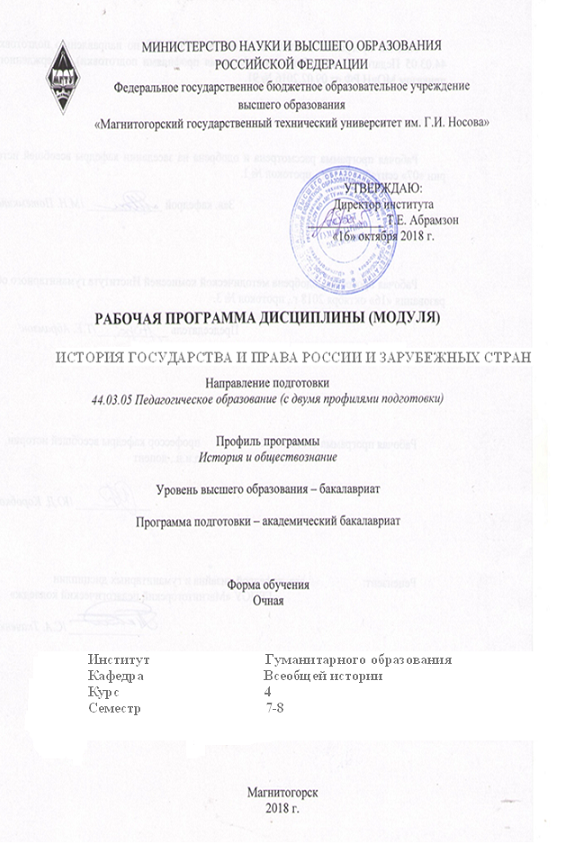 МИНИСТЕРСТВО НАУКИ И ВЫСШЕГО ОБРАЗОВАНИЯ
РОССИЙСКОЙ ФЕДЕРАЦИИ
Федеральное государственное бюджетное образовательное учреждение
высшего образования
«Магнитогорский государственный технический университет им. Г.И. Носова»
УТВЕРЖДАЮ:
Директор института
Т.Е. Абрамзон
«16» октября 2018 г.
РАБОЧАЯ ПРОГРАММА ДИСЦИПЛИНЫ (МОДУЛЯ)
ИСТОРИЯ ГОСУДАРСТВА И ПРАВА РОССИИ И ЗАРУБЕЖНЫХ СТРАН
Направление подготовки
44.03.05 Педагогическое образование (с двумя профилями подготовки)
Профиль программы
История и обществознание
Уровень высшего образования – бакалавриат
Программа подготовки – академический бакалавриат
Форма обучения
Очная
Институт Гуманитарного образования
Кафедра Всеобщей истории
Курс 4
Семестр 7-8
Магнитогорск
2018 г.